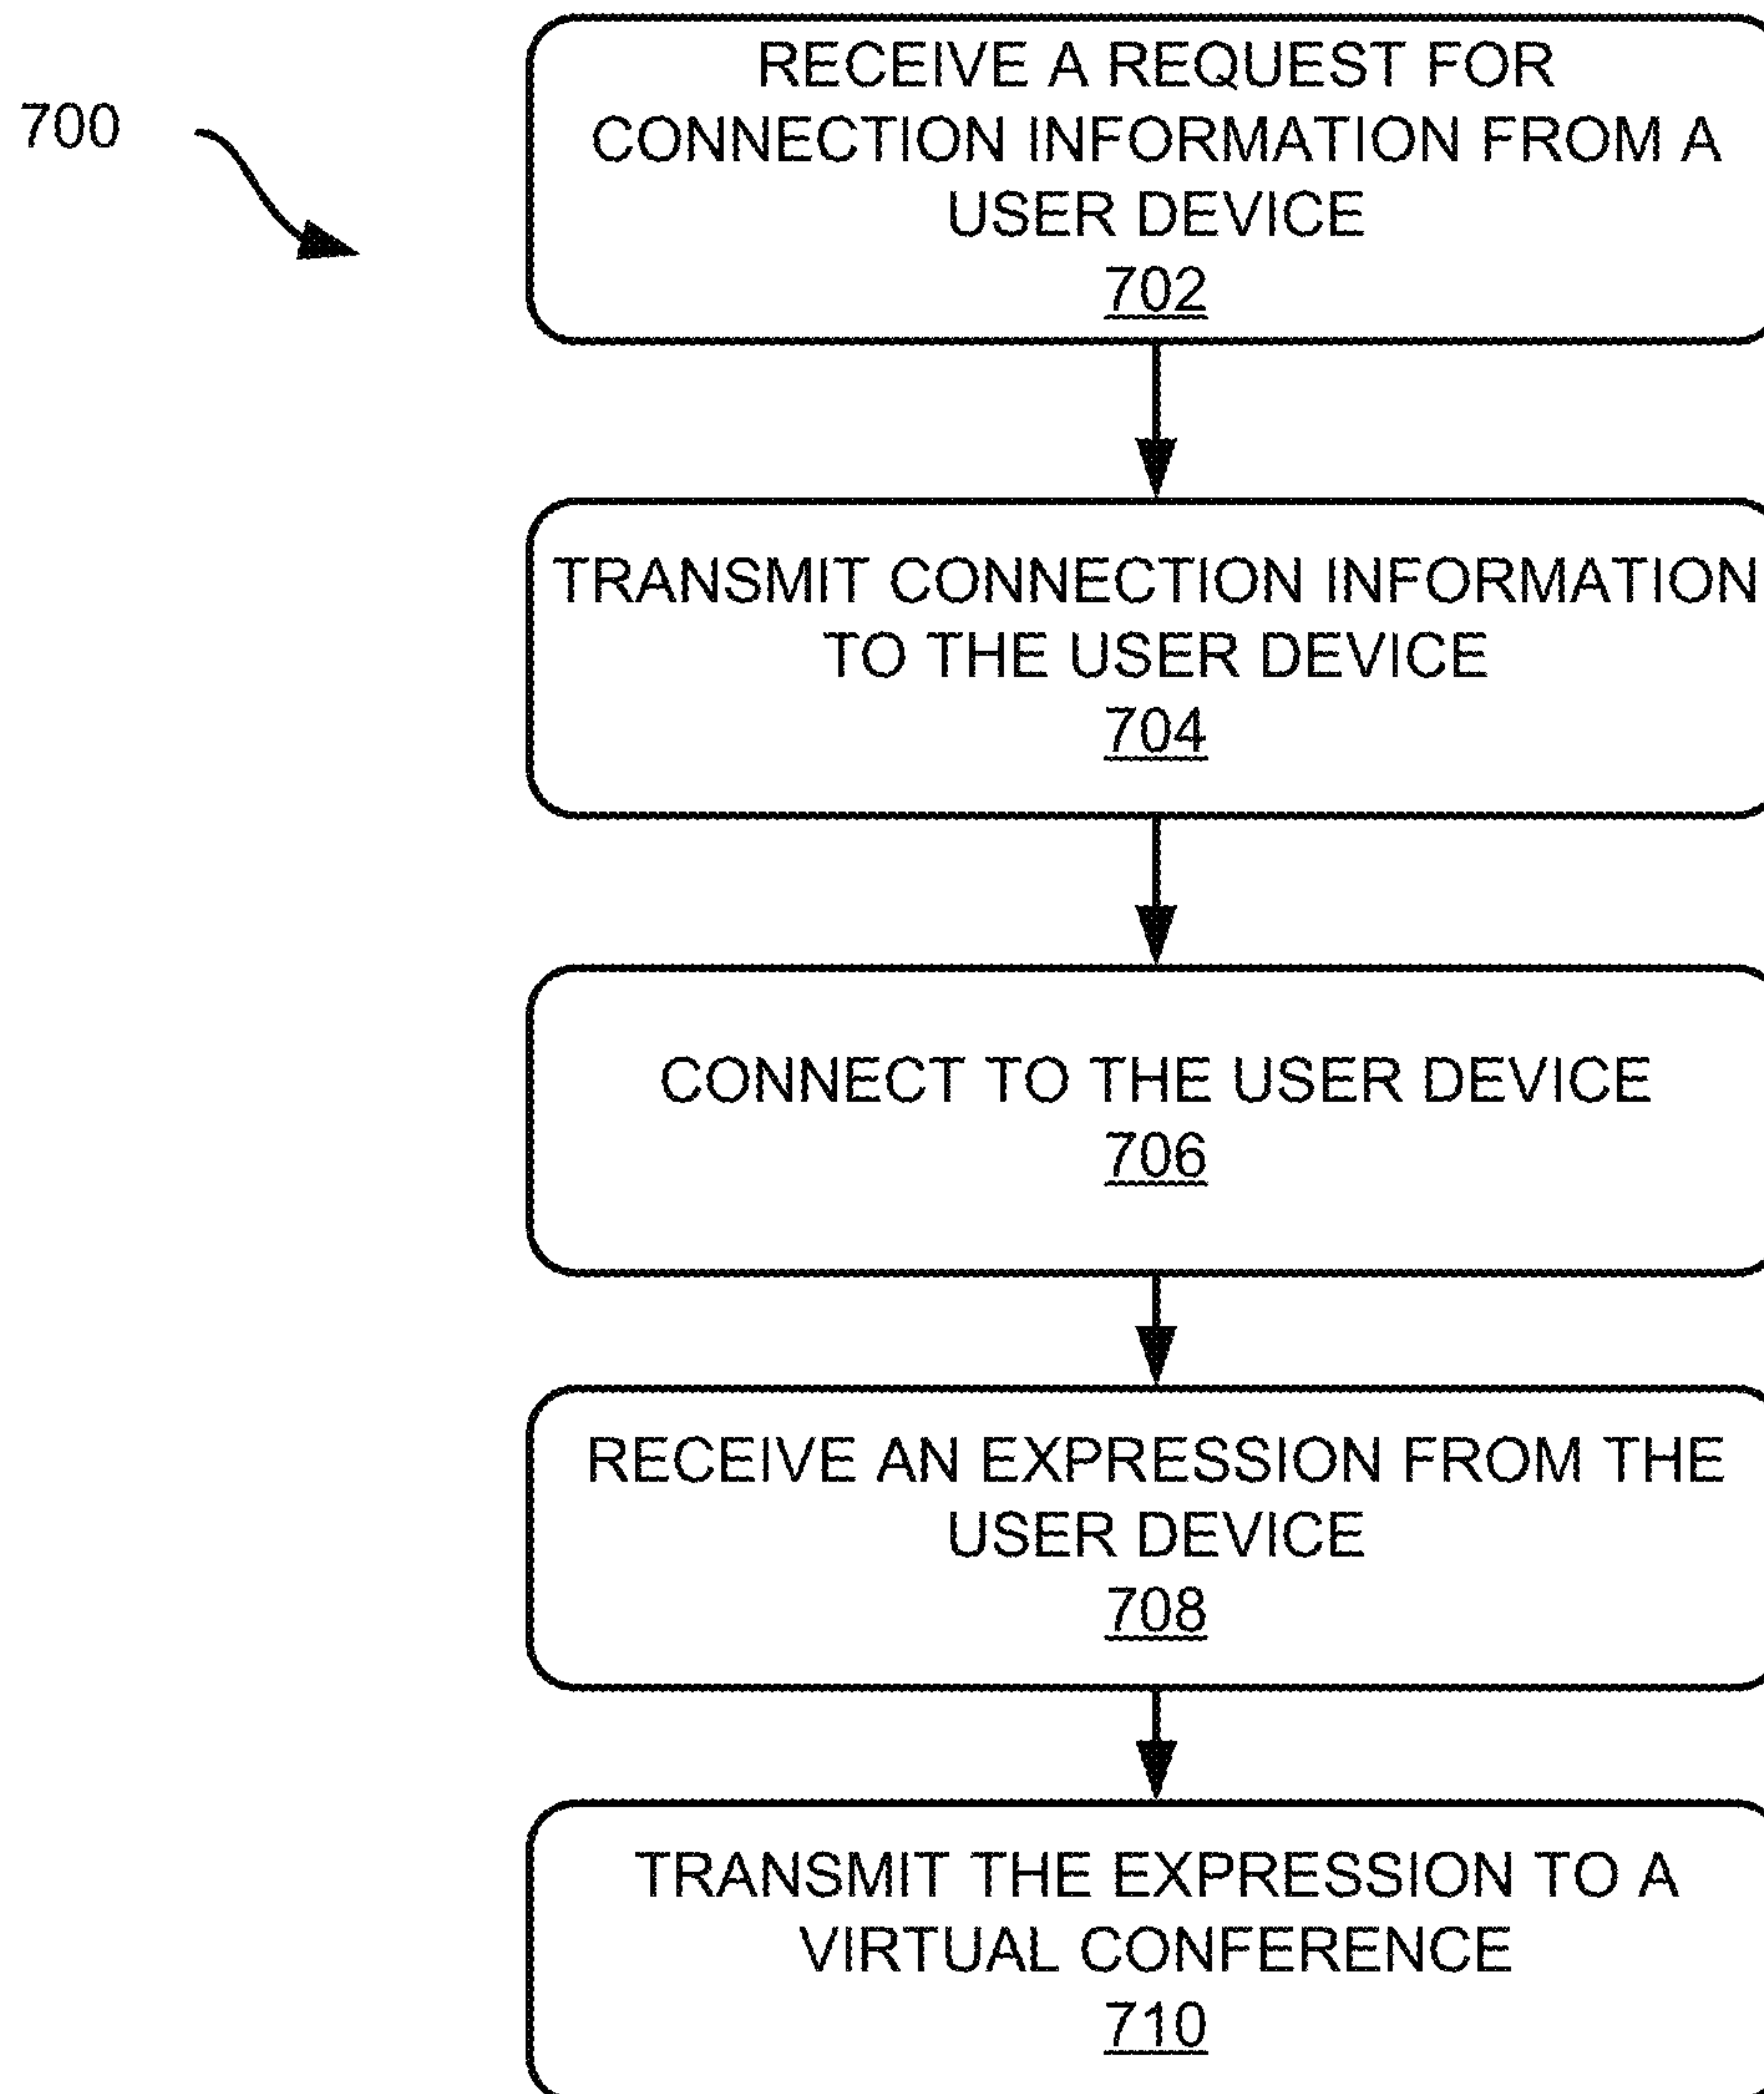 700
RECEIVE A REQUEST FOR
CONNECTION INFORMATION FROM A
USER DEVICE
702
TRANSMIT CONNECTION INFORMATION
TO THE USER DEVICE
704
CONNECT TO THE USER DEVICE
706
RECEIVE AN EXPRESSION FROM THE
USER DEVICE
708
TRANSMIT THE EXPRESSION TO A
VIRTUAL CONFERENCE
710